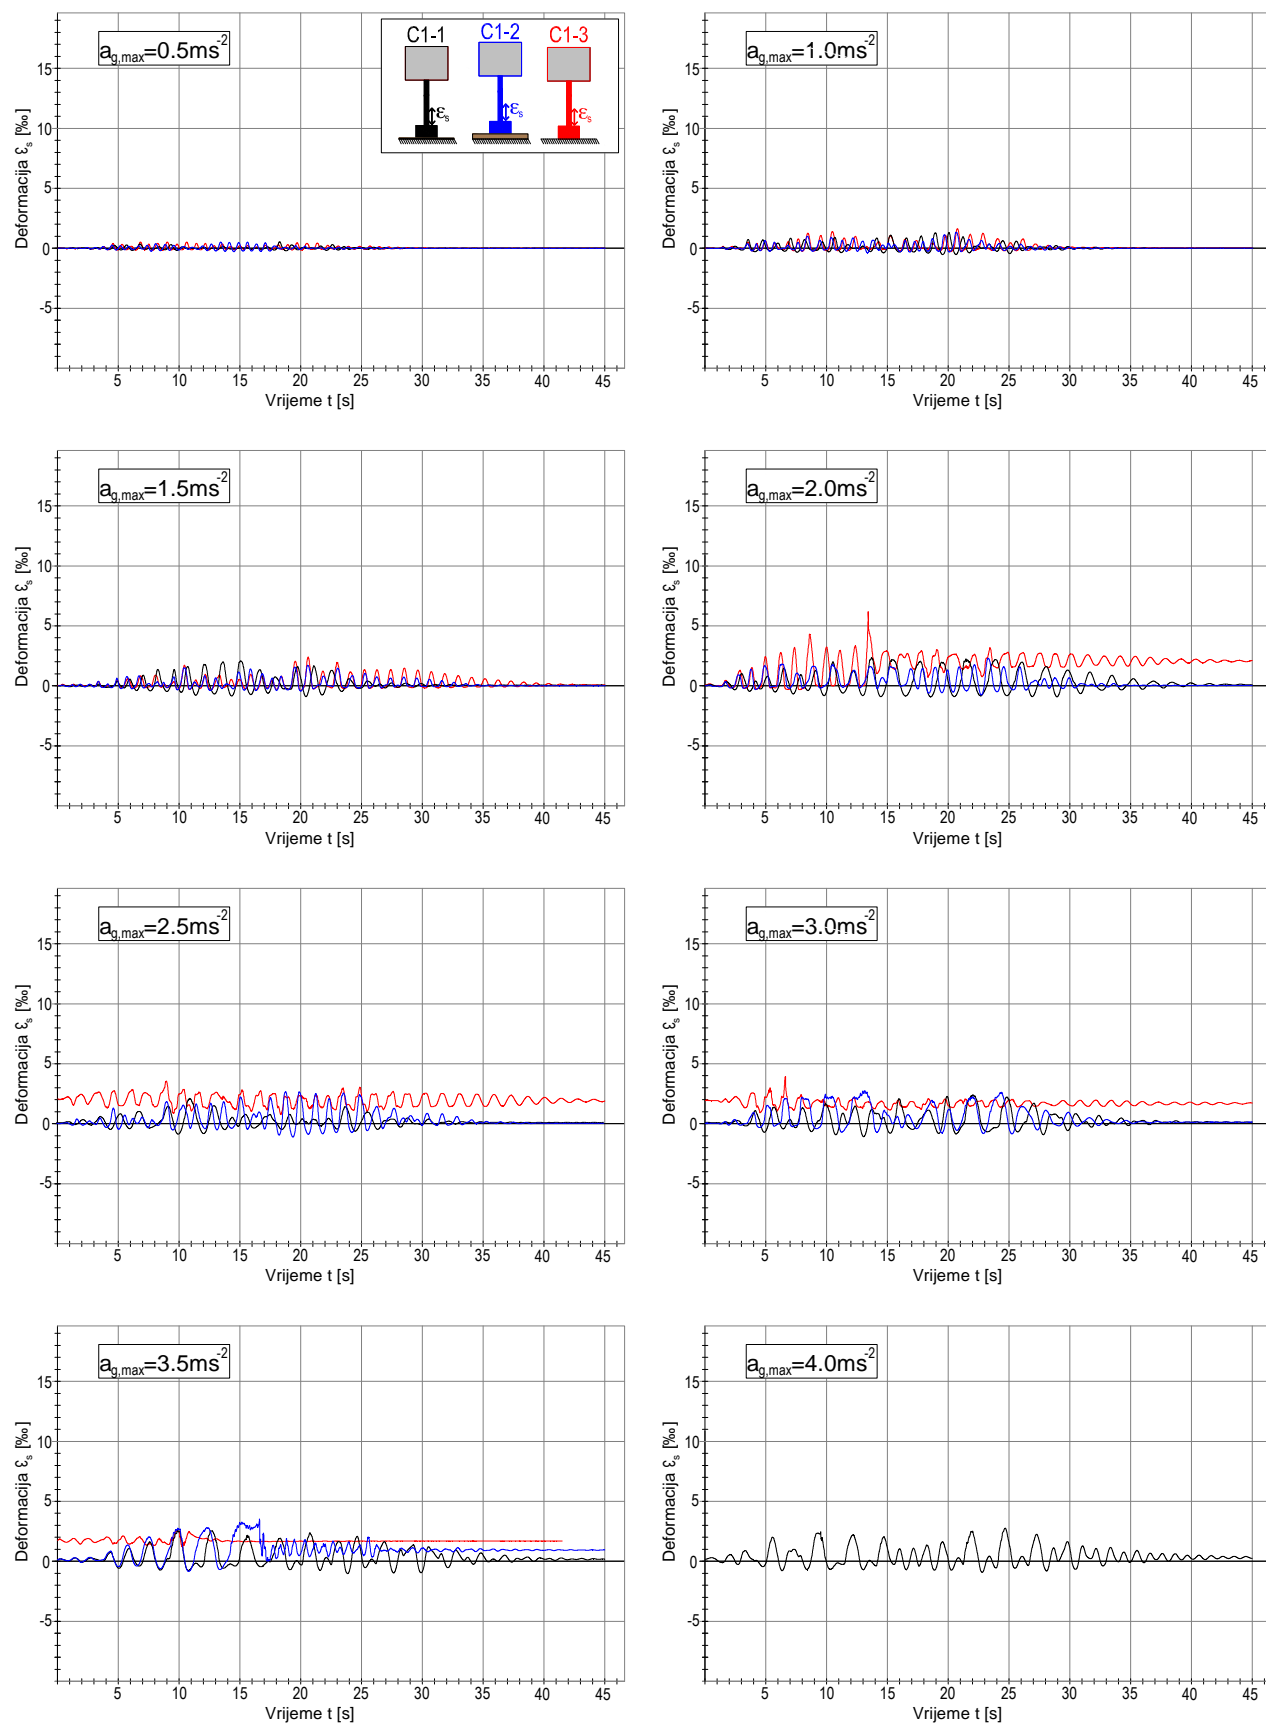 a_g,max=0.5ms^-2
C1-1 C1-2 C1-3
ε_s ε_s ε_s
Deformacija ε_s [‰]
15
10
5
0
-5
5 10 15 20 25 30 35 40 45
Vrijeme t [s]
a_g,max=1.0ms^-2
Deformacija ε_s [‰]
15
10
5
0
-5
5 10 15 20 25 30 35 40 45
Vrijeme t [s]
a_g,max=1.5ms^-2
Deformacija ε_s [‰]
15
10
5
0
-5
5 10 15 20 25 30 35 40 45
Vrijeme t [s]
a_g,max=2.0ms^-2
Deformacija ε_s [‰]
15
10
5
0
-5
5 10 15 20 25 30 35 40 45
Vrijeme t [s]
a_g,max=2.5ms^-2
Deformacija ε_s [‰]
15
10
5
0
-5
5 10 15 20 25 30 35 40 45
Vrijeme t [s]
a_g,max=3.0ms^-2
Deformacija ε_s [‰]
15
10
5
0
-5
5 10 15 20 25 30 35 40 45
Vrijeme t [s]
a_g,max=3.5ms^-2
Deformacija ε_s [‰]
15
10
5
0
-5
5 10 15 20 25 30 35 40 45
Vrijeme t [s]
a_g,max=4.0ms^-2
Deformacija ε_s [‰]
15
10
5
0
-5
5 10 15 20 25 30 35 40 45
Vrijeme t [s]